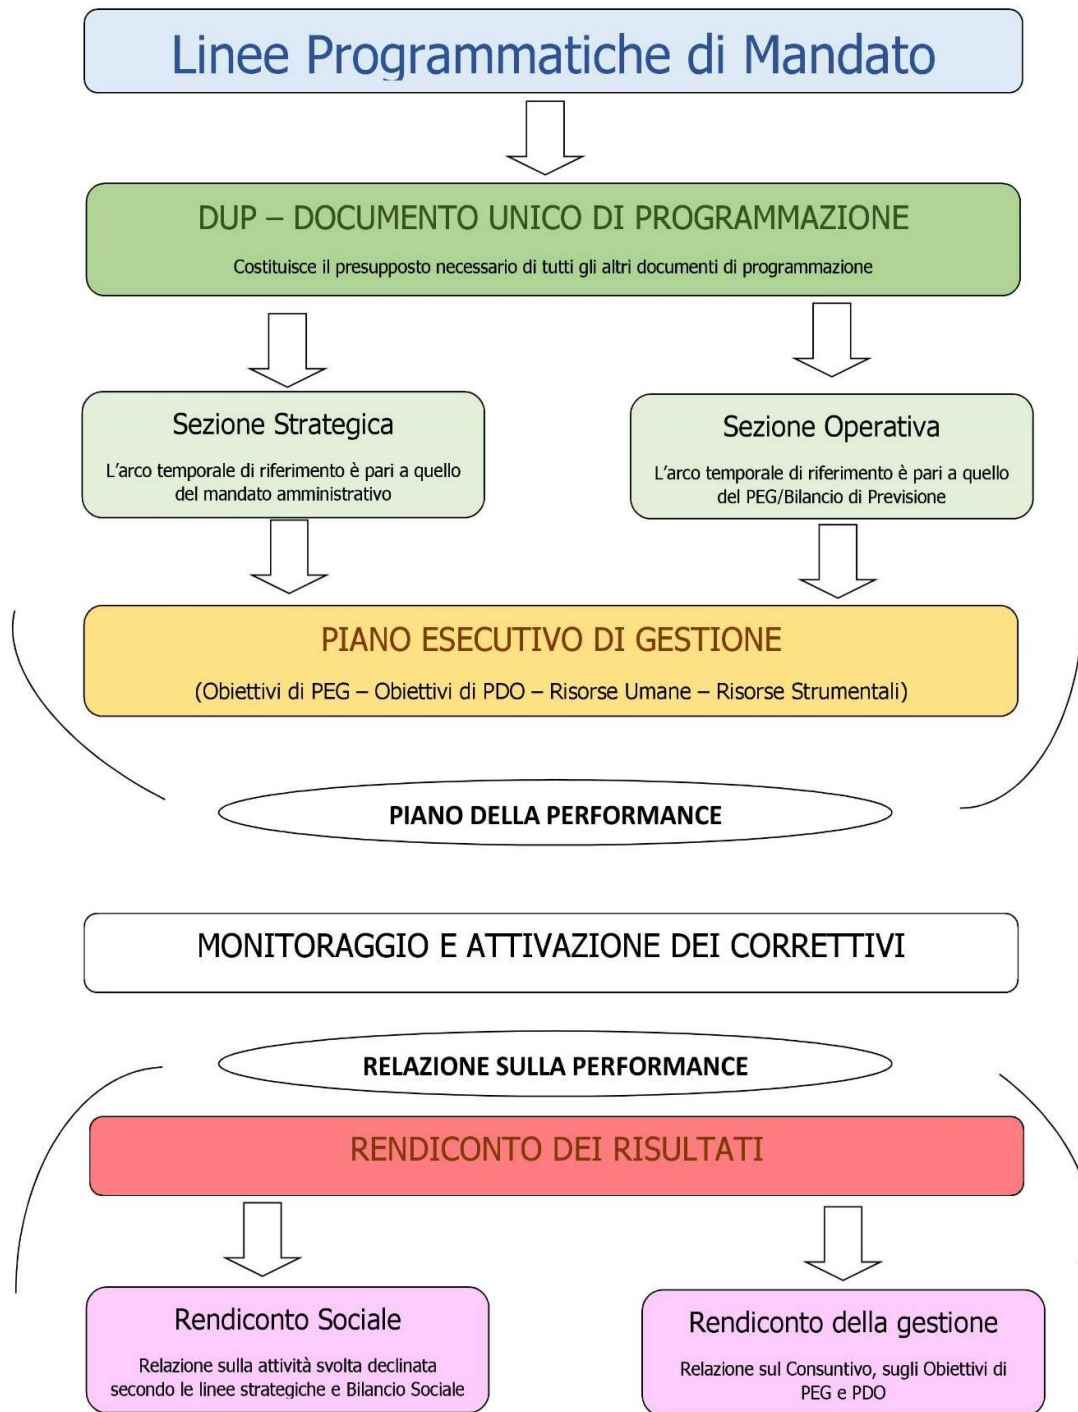 Linee Programmatiche di Mandato
DUP – DOCUMENTO UNICO DI PROGRAMMAZIONE
Costituisce il presupposto necessario di tutti gli altri documenti di programmazione
Sezione Strategica
L'arco temporale di riferimento è pari a quello
del mandato amministrativo
Sezione Operativa
L'arco temporale di riferimento è pari a quello
del PEG/Bilancio di Previsione
PIANO ESECUTIVO DI GESTIONE
(Obiettivi di PEG – Obiettivi di PDO – Risorse Umane – Risorse Strumentali)
PIANO DELLA PERFORMANCE
MONITORAGGIO E ATTIVAZIONE DEI CORRETTIVI
RELAZIONE SULLA PERFORMANCE
RENDICONTO DEI RISULTATI
Rendiconto Sociale
Relazione sulla attività svolta declinata
secondo le linee strategiche e Bilancio Sociale
Rendiconto della gestione
Relazione sul Consuntivo, sugli Obiettivi di
PEG e PDO